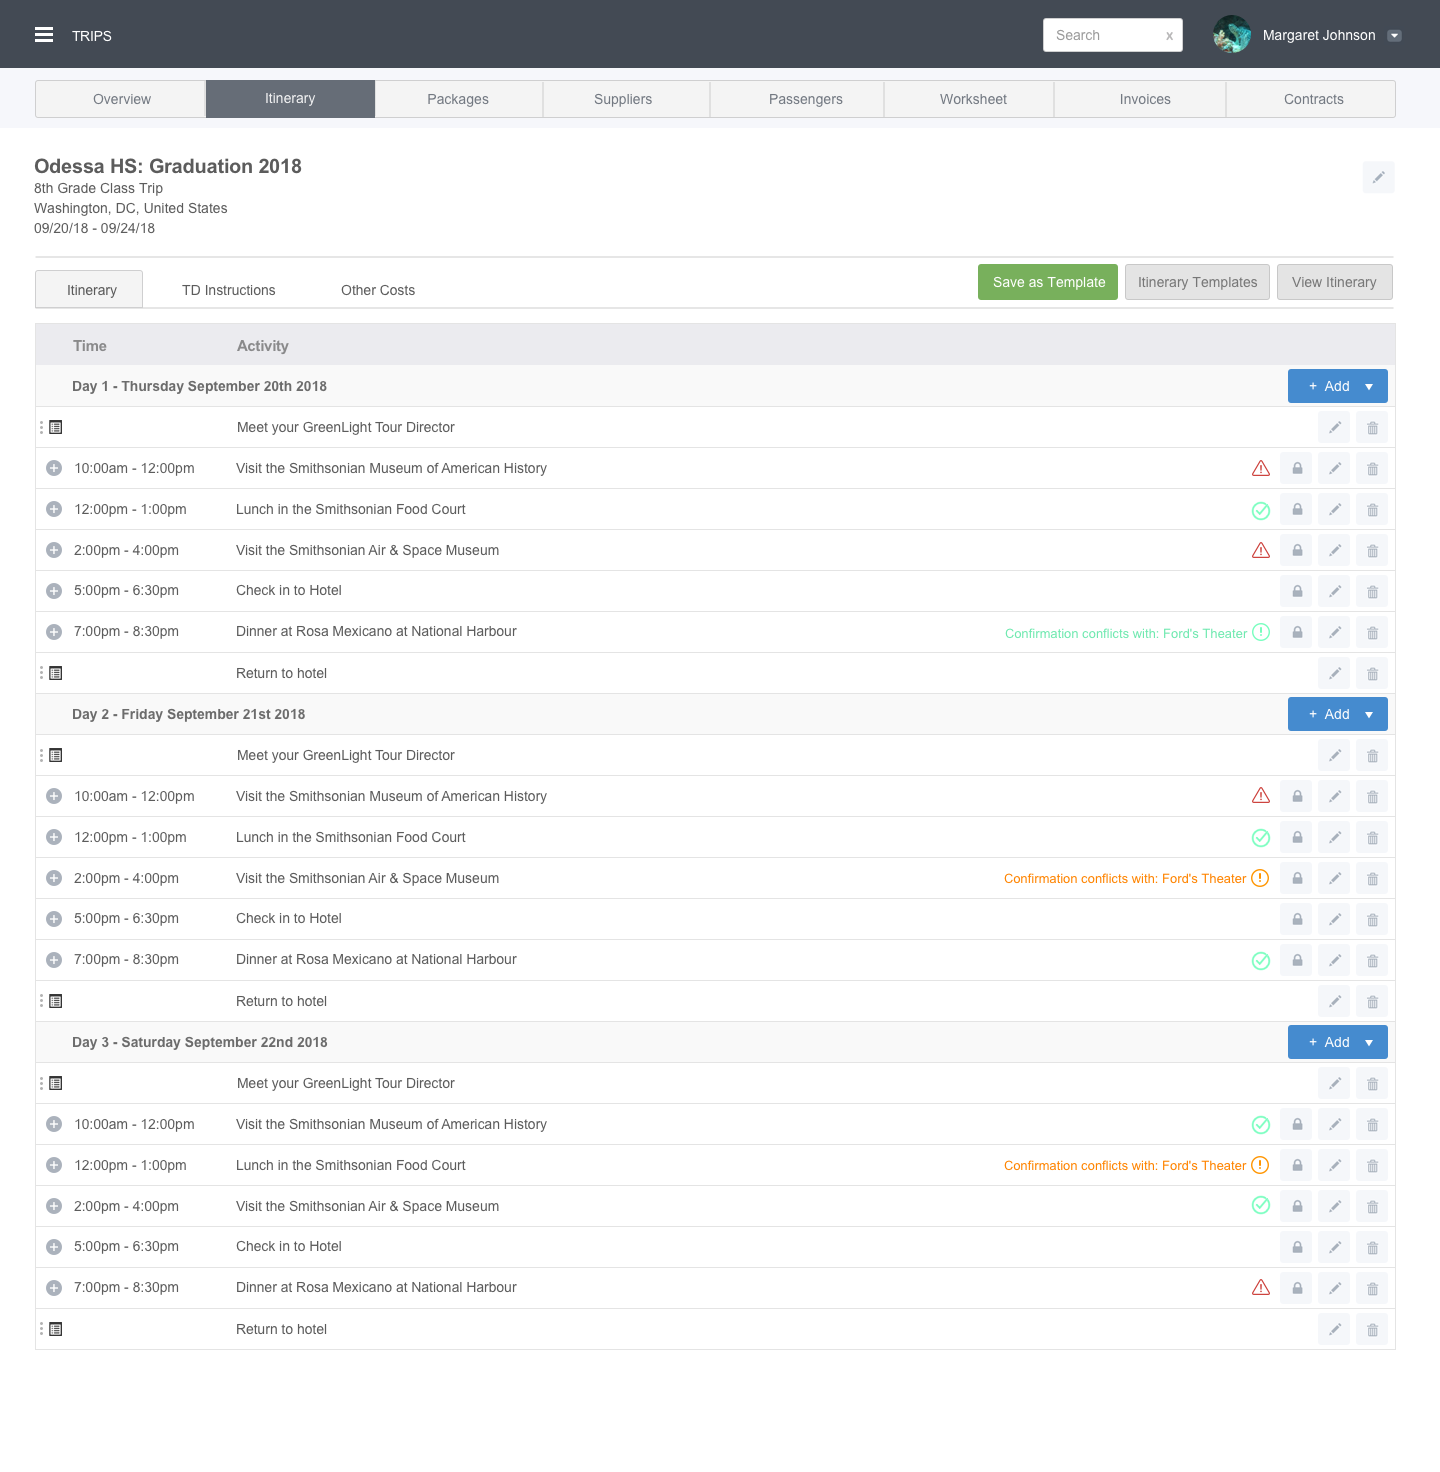 TRIPS
Search x
Margaret Johnson
Overview Itinerary Packages Suppliers Passengers Worksheet Invoices Contracts
Odessa HS: Graduation 2018
8th Grade Class Trip
Washington, DC, United States
09/20/18 - 09/24/18
Itinerary TD Instructions Other Costs Save as Template Itinerary Templates View Itinerary
Time Activity
Day 1 - Thursday September 20th 2018 + Add
Meet your GreenLight Tour Director
10:00am - 12:00pm Visit the Smithsonian Museum of American History
12:00pm - 1:00pm Lunch in the Smithsonian Food Court
2:00pm - 4:00pm Visit the Smithsonian Air & Space Museum
5:00pm - 6:30pm Check in to Hotel
7:00pm - 8:30pm Dinner at Rosa Mexicano at National Harbour Confirmation conflicts with: Ford's Theater
Return to hotel
Day 2 - Friday September 21st 2018 + Add
Meet your GreenLight Tour Director
10:00am - 12:00pm Visit the Smithsonian Museum of American History
12:00pm - 1:00pm Lunch in the Smithsonian Food Court
2:00pm - 4:00pm Visit the Smithsonian Air & Space Museum Confirmation conflicts with: Ford's Theater
5:00pm - 6:30pm Check in to Hotel
7:00pm - 8:30pm Dinner at Rosa Mexicano at National Harbour
Return to hotel
Day 3 - Saturday September 22nd 2018 + Add
Meet your GreenLight Tour Director
10:00am - 12:00pm Visit the Smithsonian Museum of American History
12:00pm - 1:00pm Lunch in the Smithsonian Food Court Confirmation conflicts with: Ford's Theater
2:00pm - 4:00pm Visit the Smithsonian Air & Space Museum
5:00pm - 6:30pm Check in to Hotel
7:00pm - 8:30pm Dinner at Rosa Mexicano at National Harbour
Return to hotel